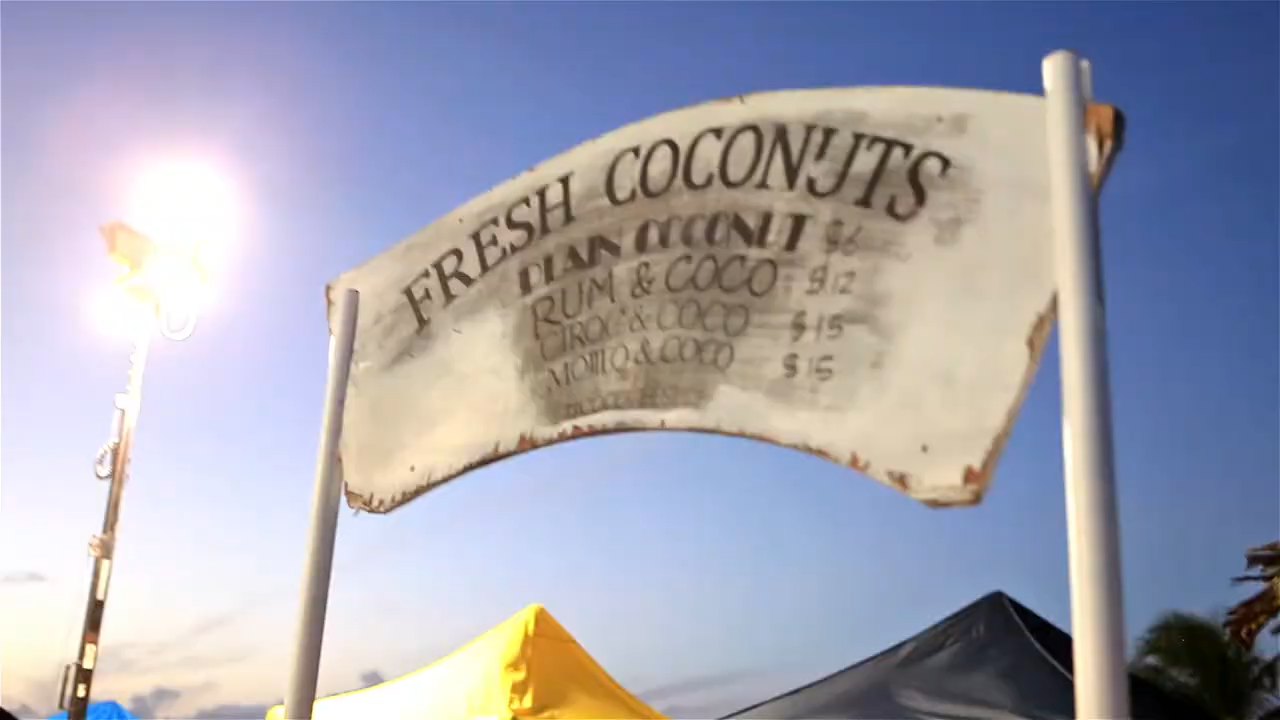 FRESH COCONUTS
PLAIN COCONUT $6
RUM & COCO $12
CIROC & COCO $15
MOJITO & COCO $15